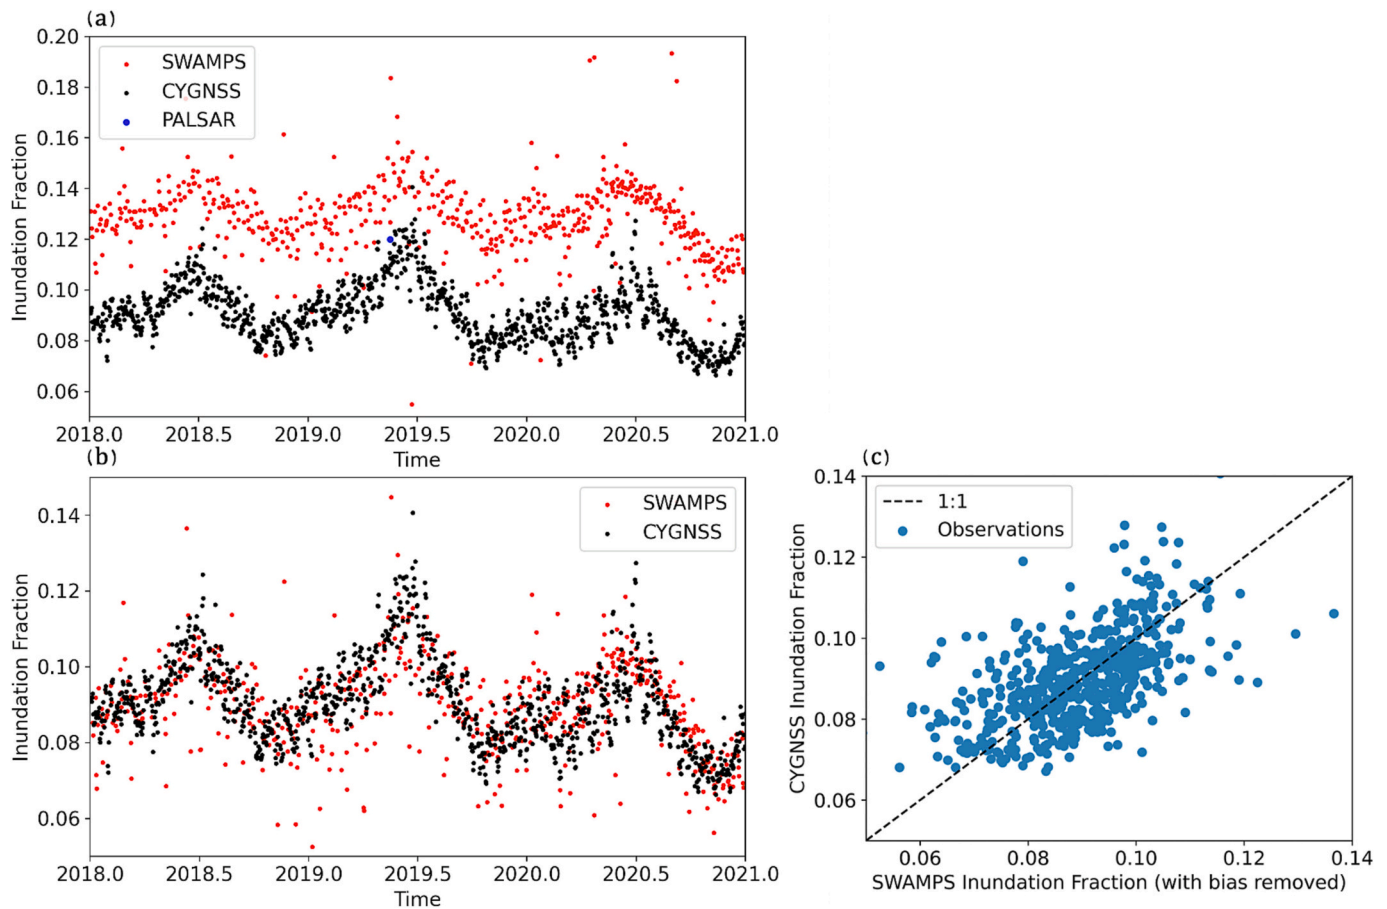 (a)
0.20
0.18
0.16
0.14
0.12
0.10
0.08
0.06
Inundation Fraction
SWAMPS
CYGNSS
PALSAR
2018.0 2018.5 2019.0 2019.5 2020.0 2020.5 2021.0
Time
(b)
0.14
0.12
0.10
0.08
0.06
Inundation Fraction
SWAMPS
CYGNSS
2018.0 2018.5 2019.0 2019.5 2020.0 2020.5 2021.0
Time
(c)
0.14
0.12
0.10
0.08
0.06
CYGNSS Inundation Fraction
1:1
Observations
0.06 0.08 0.10 0.12 0.14
SWAMPS Inundation Fraction (with bias removed)